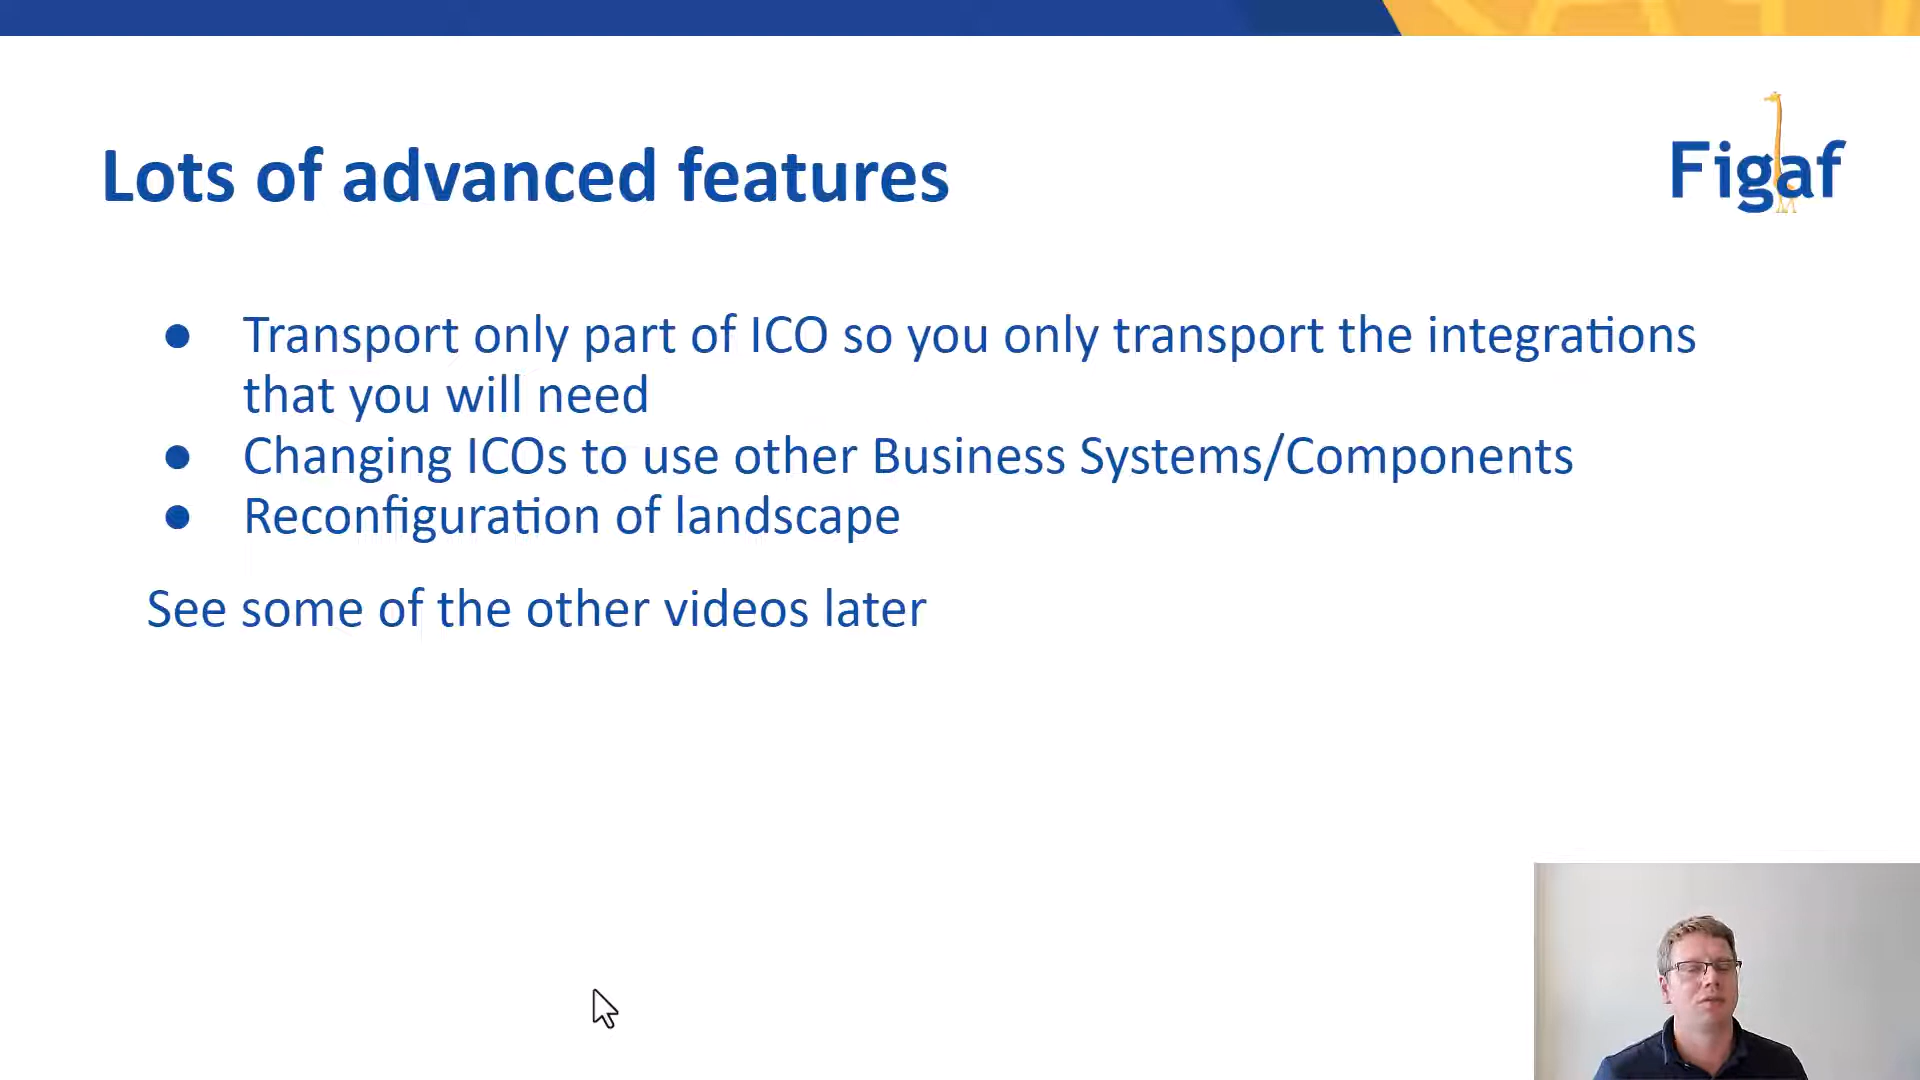 Lots of advanced features
Figaf
● Transport only part of ICO so you only transport the integrations
that you will need
● Changing ICOs to use other Business Systems/Components
● Reconfiguration of landscape
See some of the other videos later